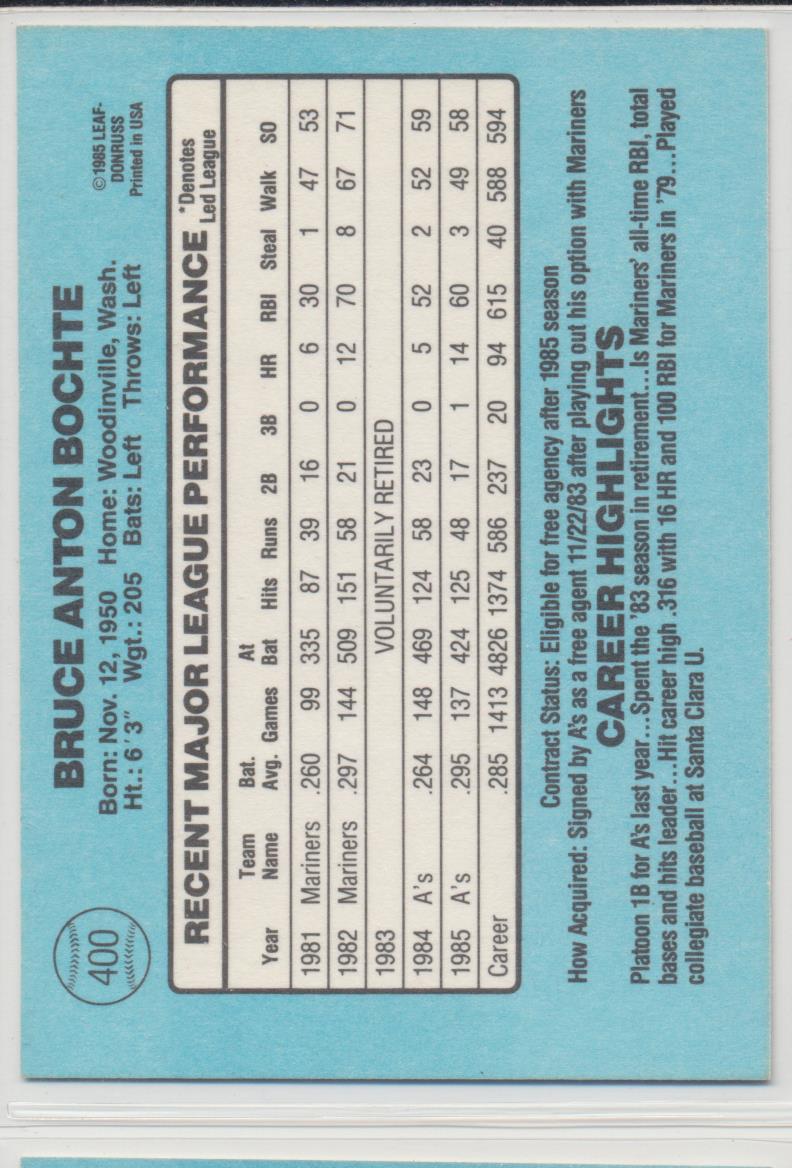 400
BRUCE ANTON BOCHTE
©1985 LEAF-
DONRUSS
Printed in USA
Born: Nov. 12, 1950 Home: Woodinville, Wash.
Ht.: 6'3" Wgt.: 205 Bats: Left Throws: Left
RECENT MAJOR LEAGUE PERFORMANCE *Denotes Led League
Year Team Name Bat. Avg. Games At Bat Hits Runs 2B 3B HR RBI Steal Walk SO
1981 Mariners .260 99 335 87 39 16 0 6 30 1 47 53
1982 Mariners .297 144 509 151 58 21 0 12 70 8 67 71
1983 VOLUNTARILY RETIRED
1984 A's .264 148 469 124 58 23 0 5 52 2 52 59
1985 A's .295 137 424 125 48 17 1 14 60 3 49 58
Career .285 1413 4826 1374 586 237 20 94 615 40 588 594
Contract Status: Eligible for free agency after 1985 season
How Acquired: Signed by A's as a free agent 11/22/83 after playing out his option with Mariners
CAREER HIGHLIGHTS
Platoon 1B for A's last year...Spent the '83 season in retirement...Is Mariners' all-time RBI, total
bases and hits leader...Hit career high .316 with 16 HR and 100 RBI for Mariners in '79...Played
collegiate baseball at Santa Clara U.